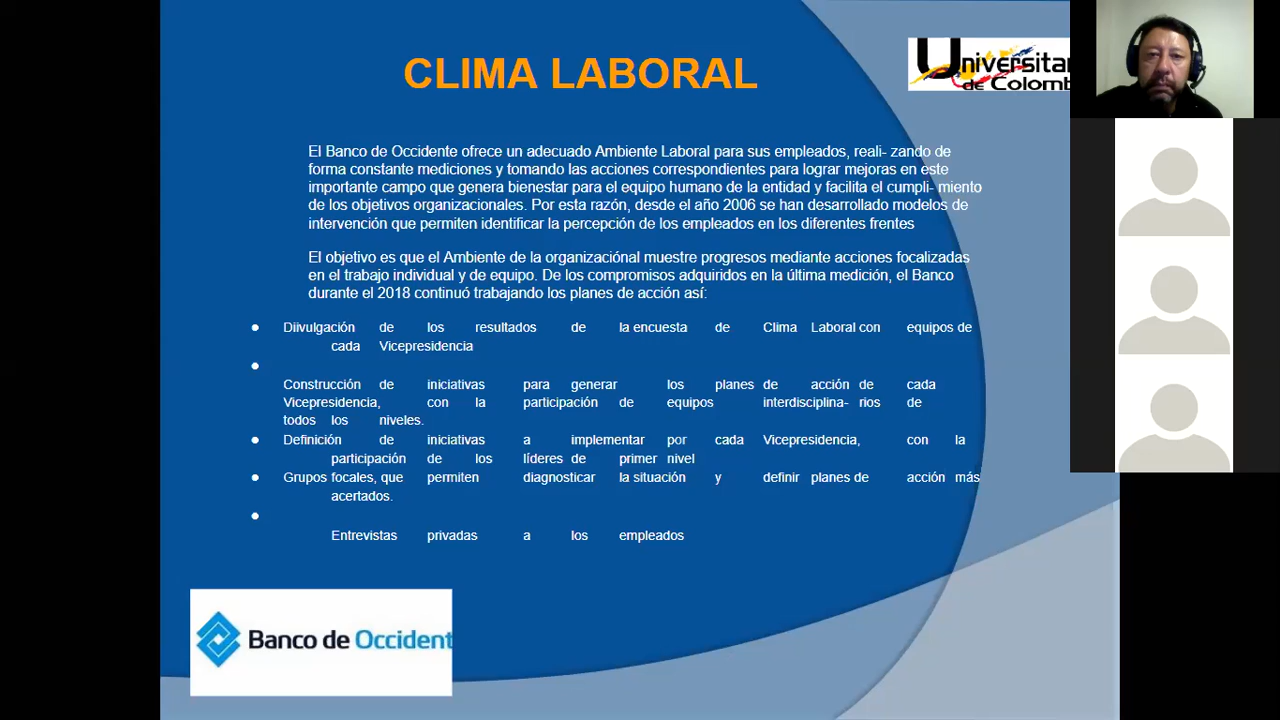 CLIMA LABORAL
Universitar
de Colomb
El Banco de Occidente ofrece un adecuado Ambiente Laboral para sus empleados, reali- zando de
forma constante mediciones y tomando las acciones correspondientes para lograr mejoras en este
importante campo que genera bienestar para el equipo humano de la entidad y facilita el cumpli- miento
de los objetivos organizacionales. Por esta razón, desde el año 2006 se han desarrollado modelos de
intervención que permiten identificar la percepción de los empleados en los diferentes frentes
El objetivo es que el Ambiente de la organizaciónal muestre progresos mediante acciones focalizadas
en el trabajo individual y de equipo. De los compromisos adquiridos en la última medición, el Banco
durante el 2018 continuó trabajando los planes de acción así:
● Diivulgación de los resultados de la encuesta de Clima Laboral con equipos de
cada Vicepresidencia
●
Construcción de iniciativas para generar los planes de acción de cada
Vicepresidencia, con la participación de equipos interdisciplina- rios de
todos los niveles.
● Definición de iniciativas a implementar por cada Vicepresidencia, con la
participación de los líderes de primer nivel
● Grupos focales, que permiten diagnosticar la situación y definir planes de acción más
acertados.
●
Entrevistas privadas a los empleados
Banco de Occident